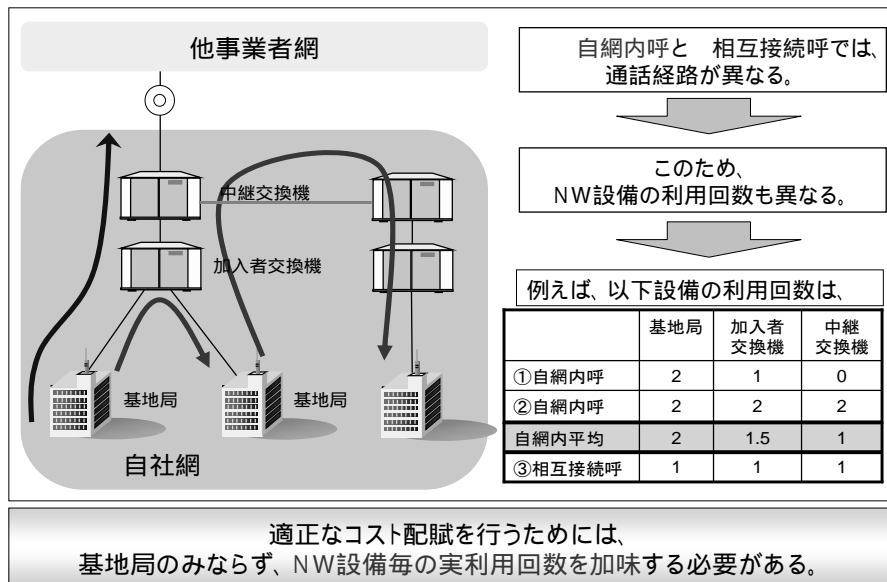 他事業者網
中継交換機
加入者交換機
基地局
基地局
自社網
自網内呼と 相互接続呼では、
通話経路が異なる。
このため、
NW設備の利用回数も異なる。
例えば、以下設備の利用回数は、
基地局 加入者 中継
交換機 交換機
①自網内呼 2 1 0
②自網内呼 2 2 2
自網内平均 2 1.5 1
③相互接続呼 1 1 1
適正なコスト配賦を行うためには、
基地局のみならず、NW設備毎の実利用回数を加味する必要がある。